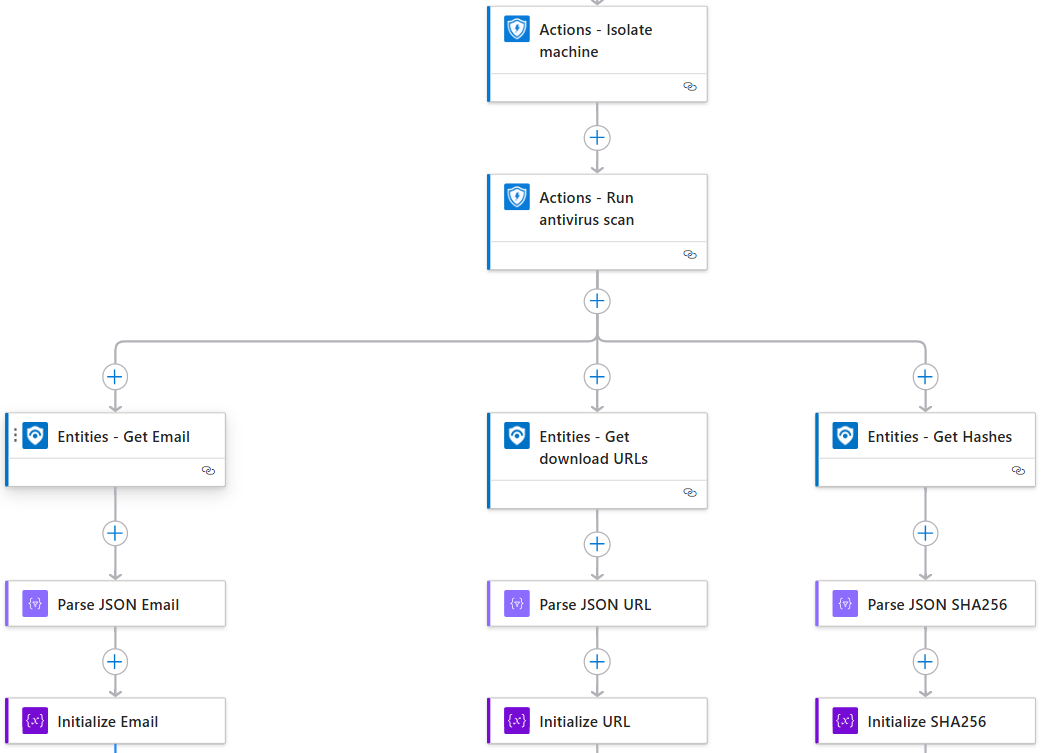 Actions - Isolate
machine
Actions - Run
antivirus scan
Entities - Get Email
Entities - Get
download URLs
Entities - Get Hashes
Parse JSON Email
Parse JSON URL
Parse JSON SHA256
{x} Initialize Email
{x} Initialize URL
{x} Initialize SHA256